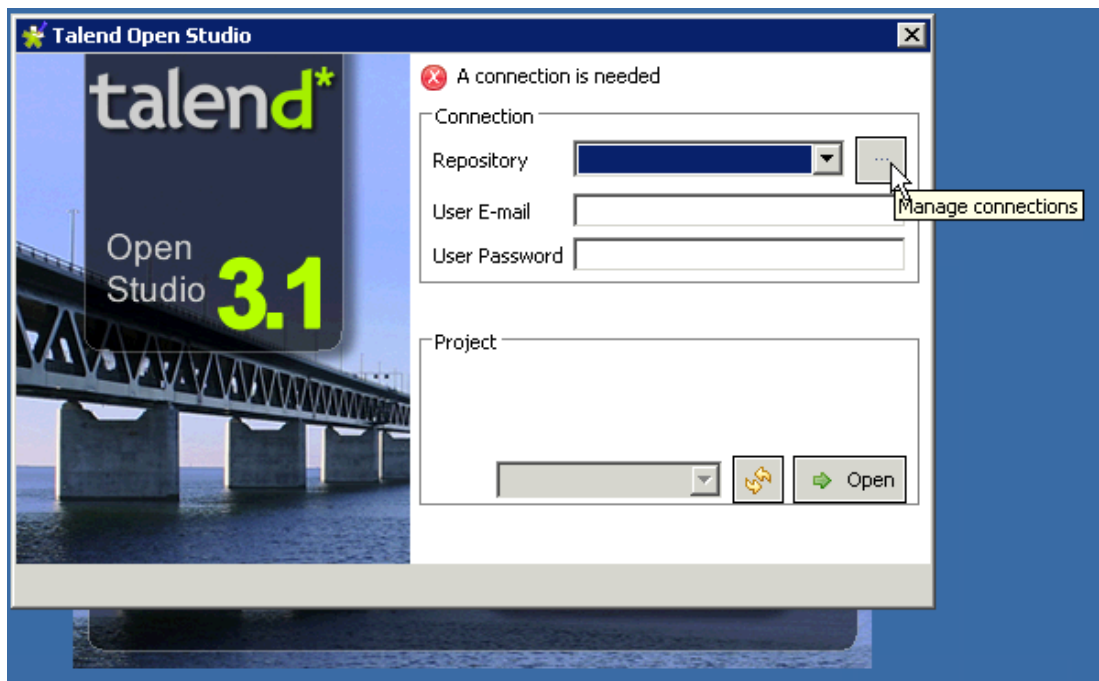 Talend Open Studio
talend*
Open
Studio 3.1
A connection is needed
Connection
Repository
...
Manage connections
User E-mail
User Password
Project
Open